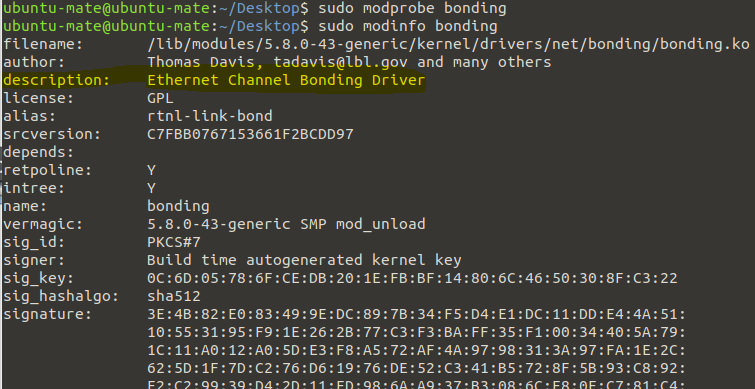 ubuntu-mate@ubuntu-mate:~/Desktop$ sudo modprobe bonding
ubuntu-mate@ubuntu-mate:~/Desktop$ sudo modinfo bonding
filename: /lib/modules/5.8.0-43-generic/kernel/drivers/net/bonding/bonding.ko
author: Thomas Davis, tadavis@lbl.gov and many others
description: Ethernet Channel Bonding Driver
license: GPL
alias: rtnl-link-bond
srcversion: C7FBB0767153661F2BCDD97
depends:
retpoline: Y
intree: Y
name: bonding
vermagic: 5.8.0-43-generic SMP mod_unload
sig_id: PKCS#7
signer: Build time autogenerated kernel key
sig_key: 0C:6D:05:78:6F:CE:DB:20:1E:FB:BF:14:80:6C:46:50:30:8F:C3:22
sig_hashalgo: sha512
signature: 3E:4B:82:E0:83:49:9E:DC:89:7B:34:F5:D4:E1:DC:11:DD:E4:4A:51:
10:55:31:95:F9:1E:26:2B:77:C3:F3:BA:FF:35:F1:00:34:40:5A:79:
1C:11:A0:12:A0:5D:E3:F8:A5:72:AF:4A:97:98:31:3A:97:FA:1E:2C:
62:5D:1F:7D:C2:76:D6:19:76:DE:52:C3:41:B5:72:8F:5B:93:C8:92: